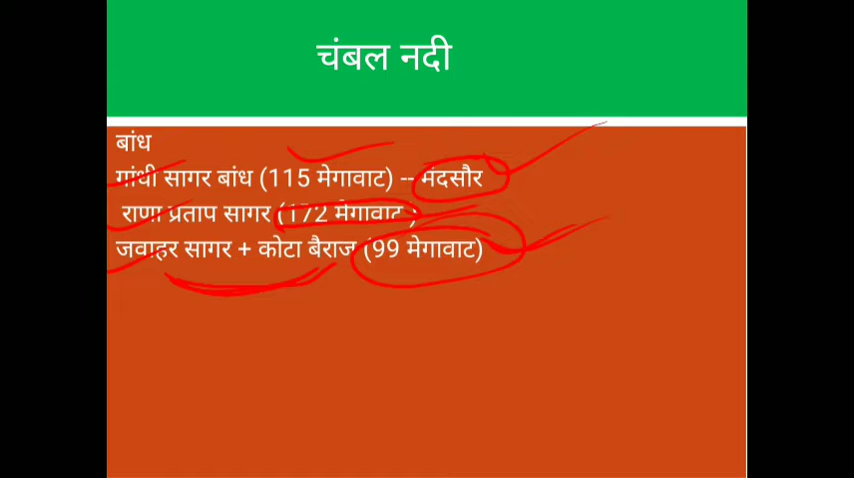 चंबल नदी
बांध
गांधी सागर बांध (115 मेगावाट) -- मंदसौर
राणा प्रताप सागर (172 मेगावाट )
जवाहर सागर + कोटा बैराज (99 मेगावाट)